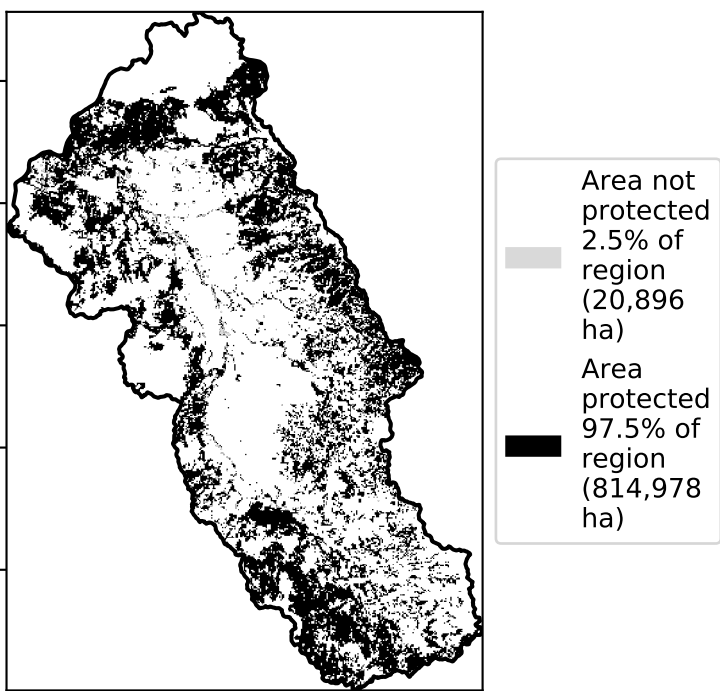 Area not
protected
2.5% of
region
(20,896
ha)
Area
protected
97.5% of
region
(814,978
ha)